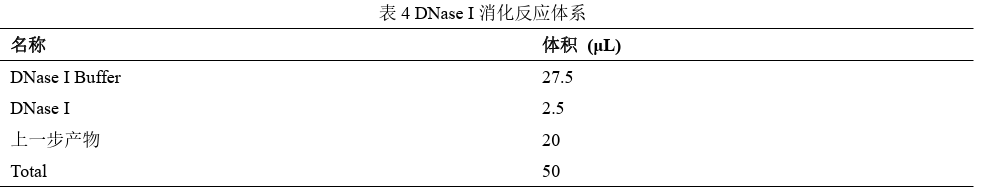 表 4 DNase I 消化反应体系
名称 体积 (μL)
DNase I Buffer 27.5
DNase I 2.5
上一步产物 20
Total 50